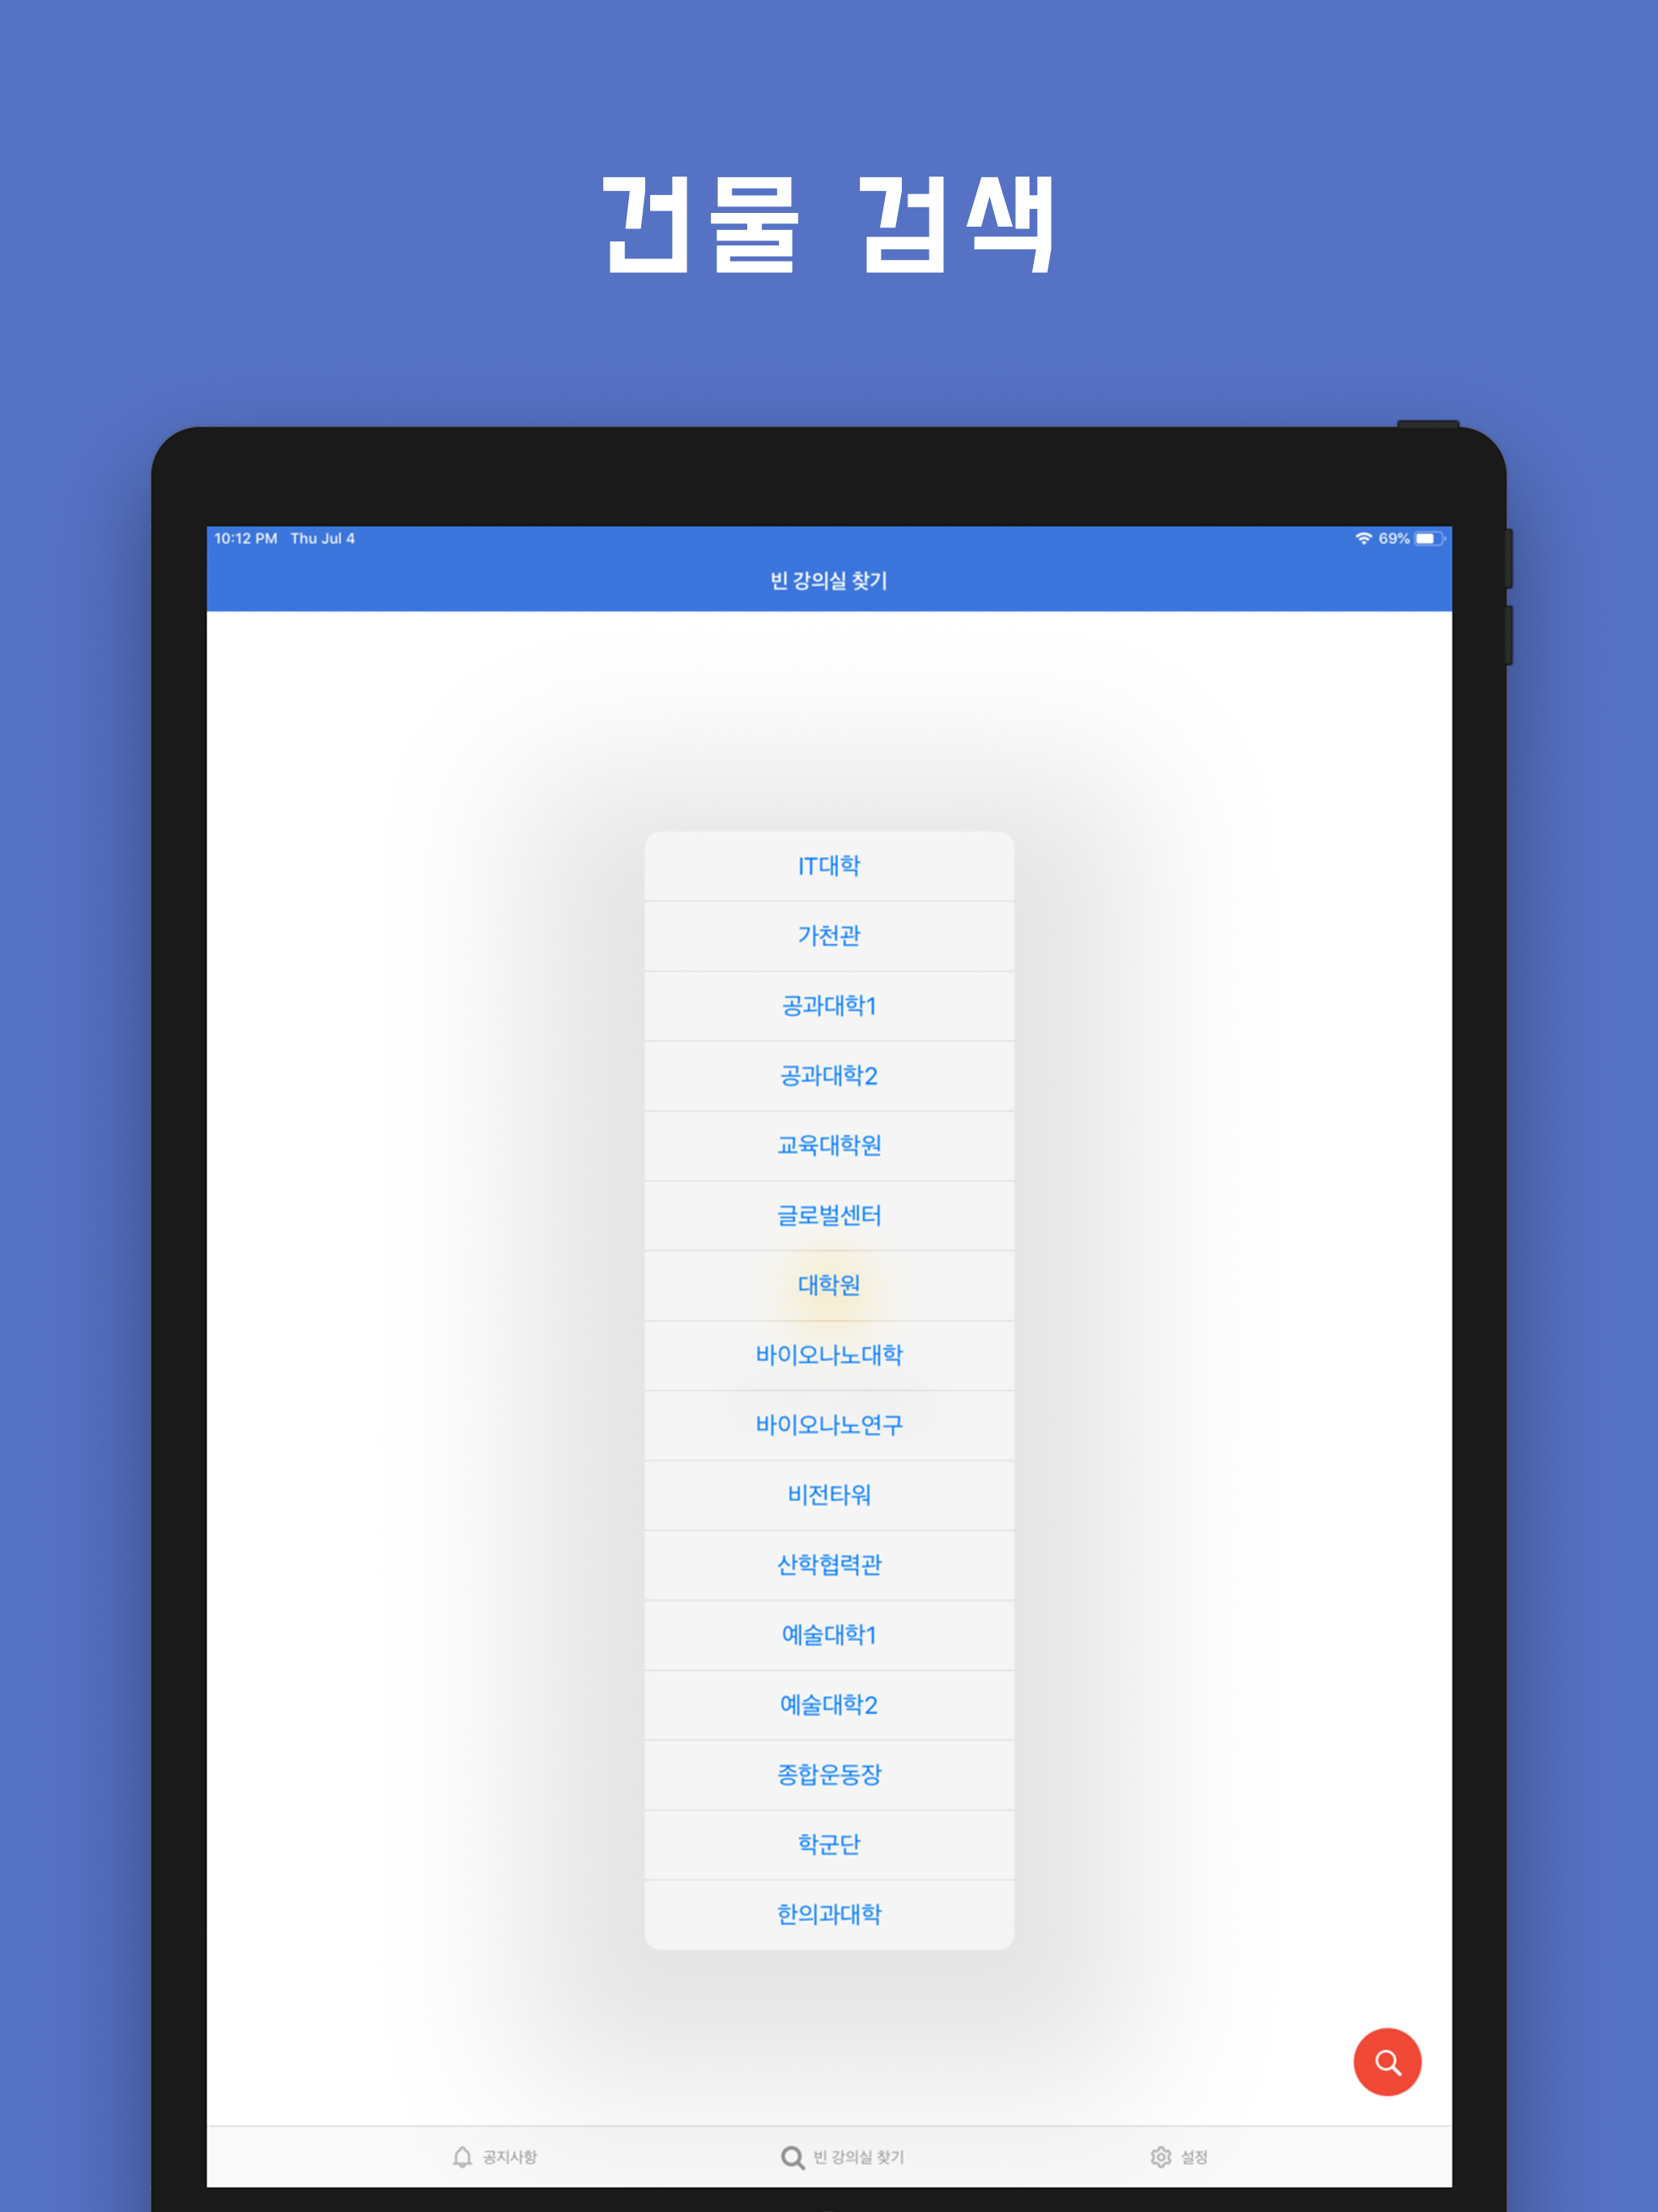 건물 검색
10:12 PM Thu Jul 4 69%
빈 강의실 찾기
IT대학
가천관
공과대학1
공과대학2
교육대학원
글로벌센터
대학원
바이오나노대학
바이오나노연구
비전타워
산학협력관
예술대학1
예술대학2
종합운동장
학군단
한의과대학
공지사항 빈 강의실 찾기 설정